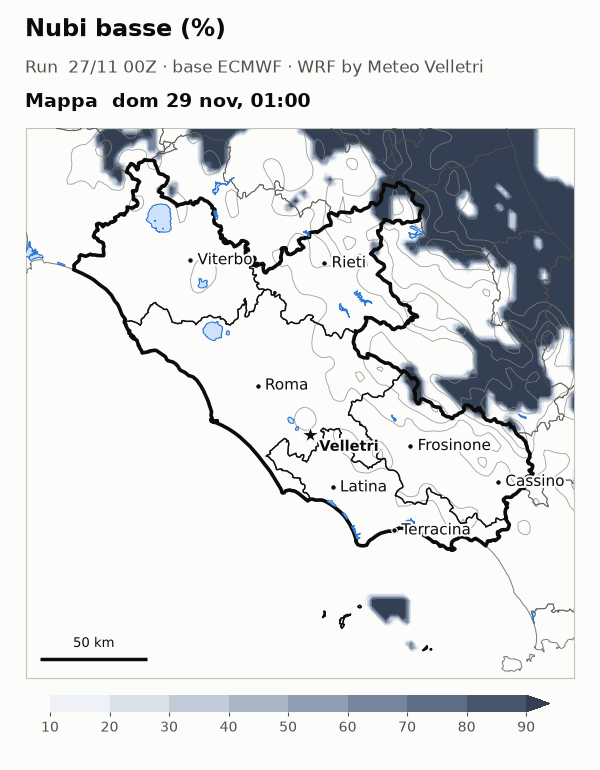 Nubi basse (%)
Run  27/11 00Z · base ECMWF · WRF by Meteo Velletri
Mappa  dom 29 nov, 01:00
Viterbo
Rieti
Roma
Velletri
Frosinone
Latina
Cassino
Terracina
50 km
10 20 30 40 50 60 70 80 90